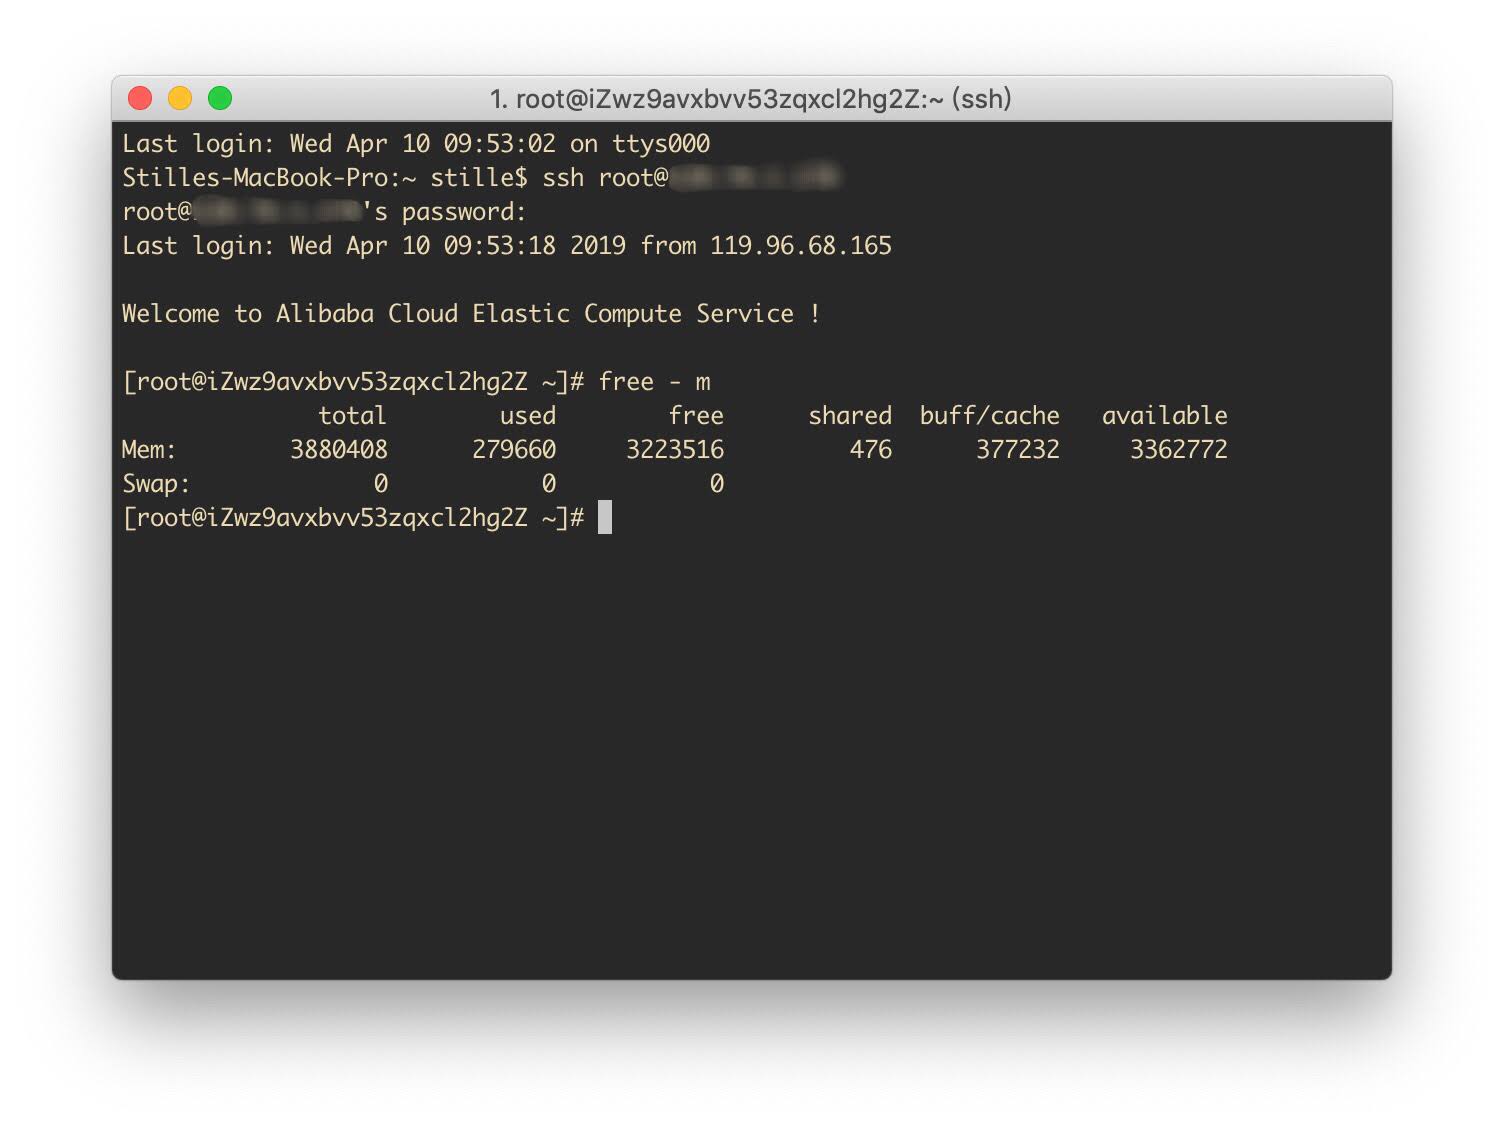 1. root@iZwz9avxbvv53zqxcl2hg2Z:~ (ssh)
Last login: Wed Apr 10 09:53:02 on ttys000
Stilles-MacBook-Pro:~ stille$ ssh root@
root@ 's password:
Last login: Wed Apr 10 09:53:18 2019 from 119.96.68.165
Welcome to Alibaba Cloud Elastic Compute Service !
[root@iZwz9avxbvv53zqxcl2hg2Z ~]# free - m
total used free shared buff/cache available
Mem: 3880408 279660 3223516 476 377232 3362772
Swap: 0 0 0
[root@iZwz9avxbvv53zqxcl2hg2Z ~]#